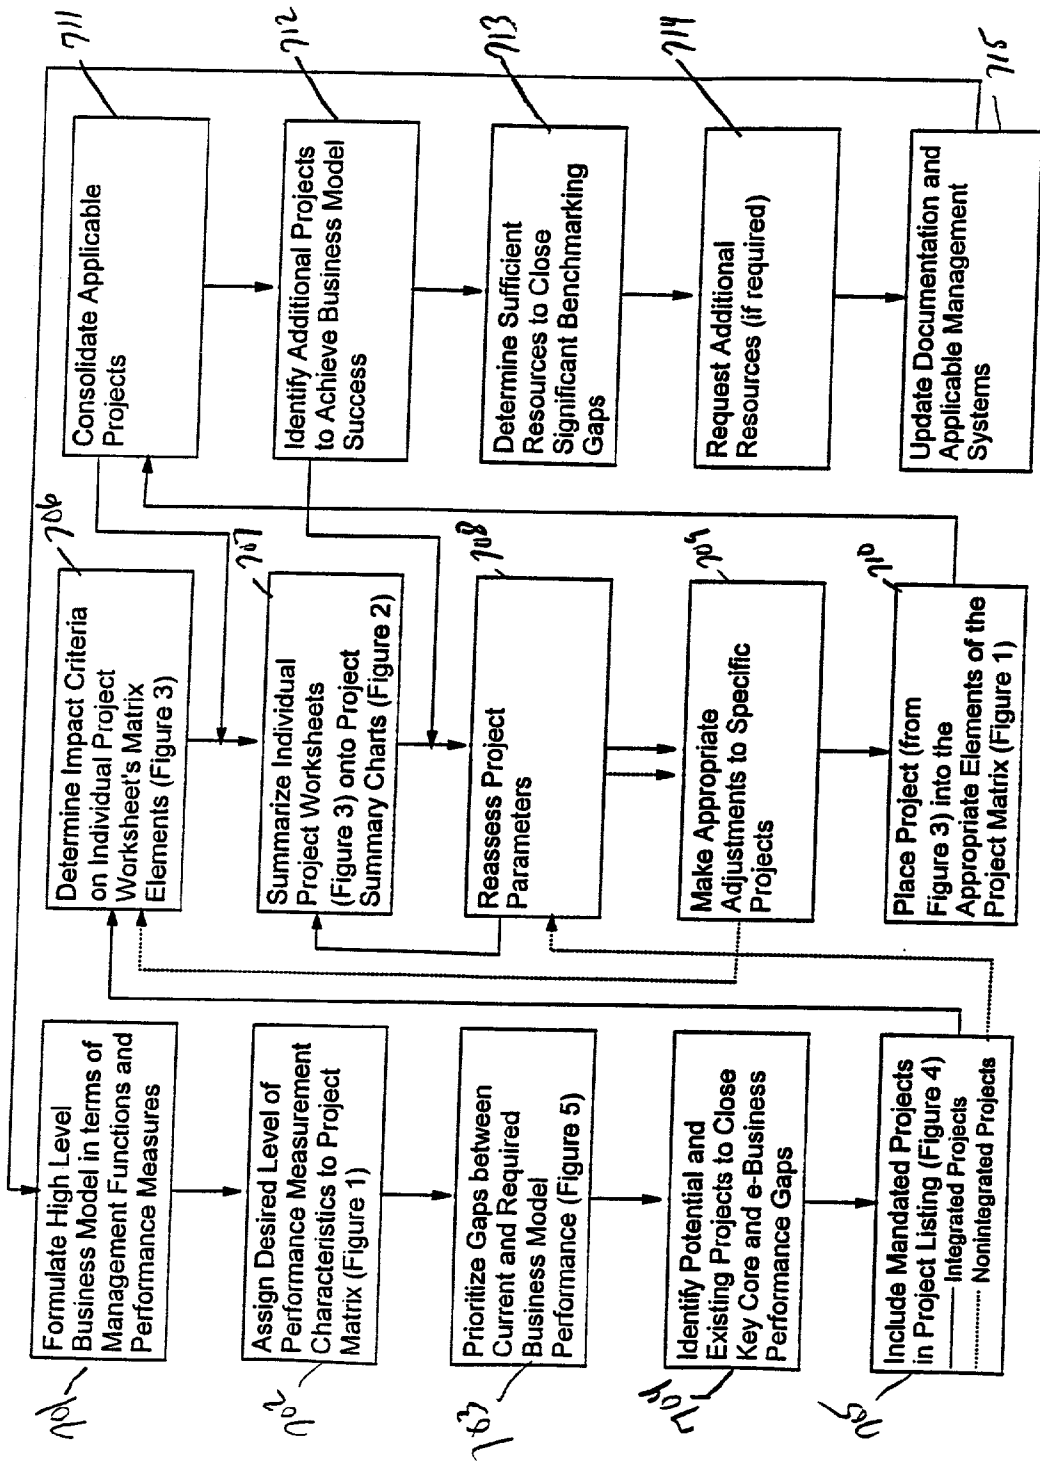 701
Formulate High Level
Business Model in terms of
Management Functions and
Performance Measures
702
Assign Desired Level of
Performance Measurement
Characteristics to Project
Matrix (Figure 1)
703
Prioritize Gaps between
Current and Required
Business Model
Performance (Figure 5)
704
Identify Potential and
Existing Projects to Close
Key Core and e-Business
Performance Gaps
705
Include Mandated Projects
in Project Listing (Figure 4)
Integrated Projects
Nonintegrated Projects
706
Determine Impact Criteria
on Individual Project
Worksheet's Matrix
Elements (Figure 3)
707
Summarize Individual
Project Worksheets
(Figure 3) onto Project
Summary Charts (Figure 2)
708
Reassess Project
Parameters
709
Make Appropriate
Adjustments to Specific
Projects
710
Place Project (from
Figure 3) into the
Appropriate Elements of the
Project Matrix (Figure 1)
711
Consolidate Applicable
Projects
712
Identify Additional Projects
to Achieve Business Model
Success
713
Determine Sufficient
Resources to Close
Significant Benchmarking
Gaps
714
Request Additional
Resources (if required)
715
Update Documentation and
Applicable Management
Systems